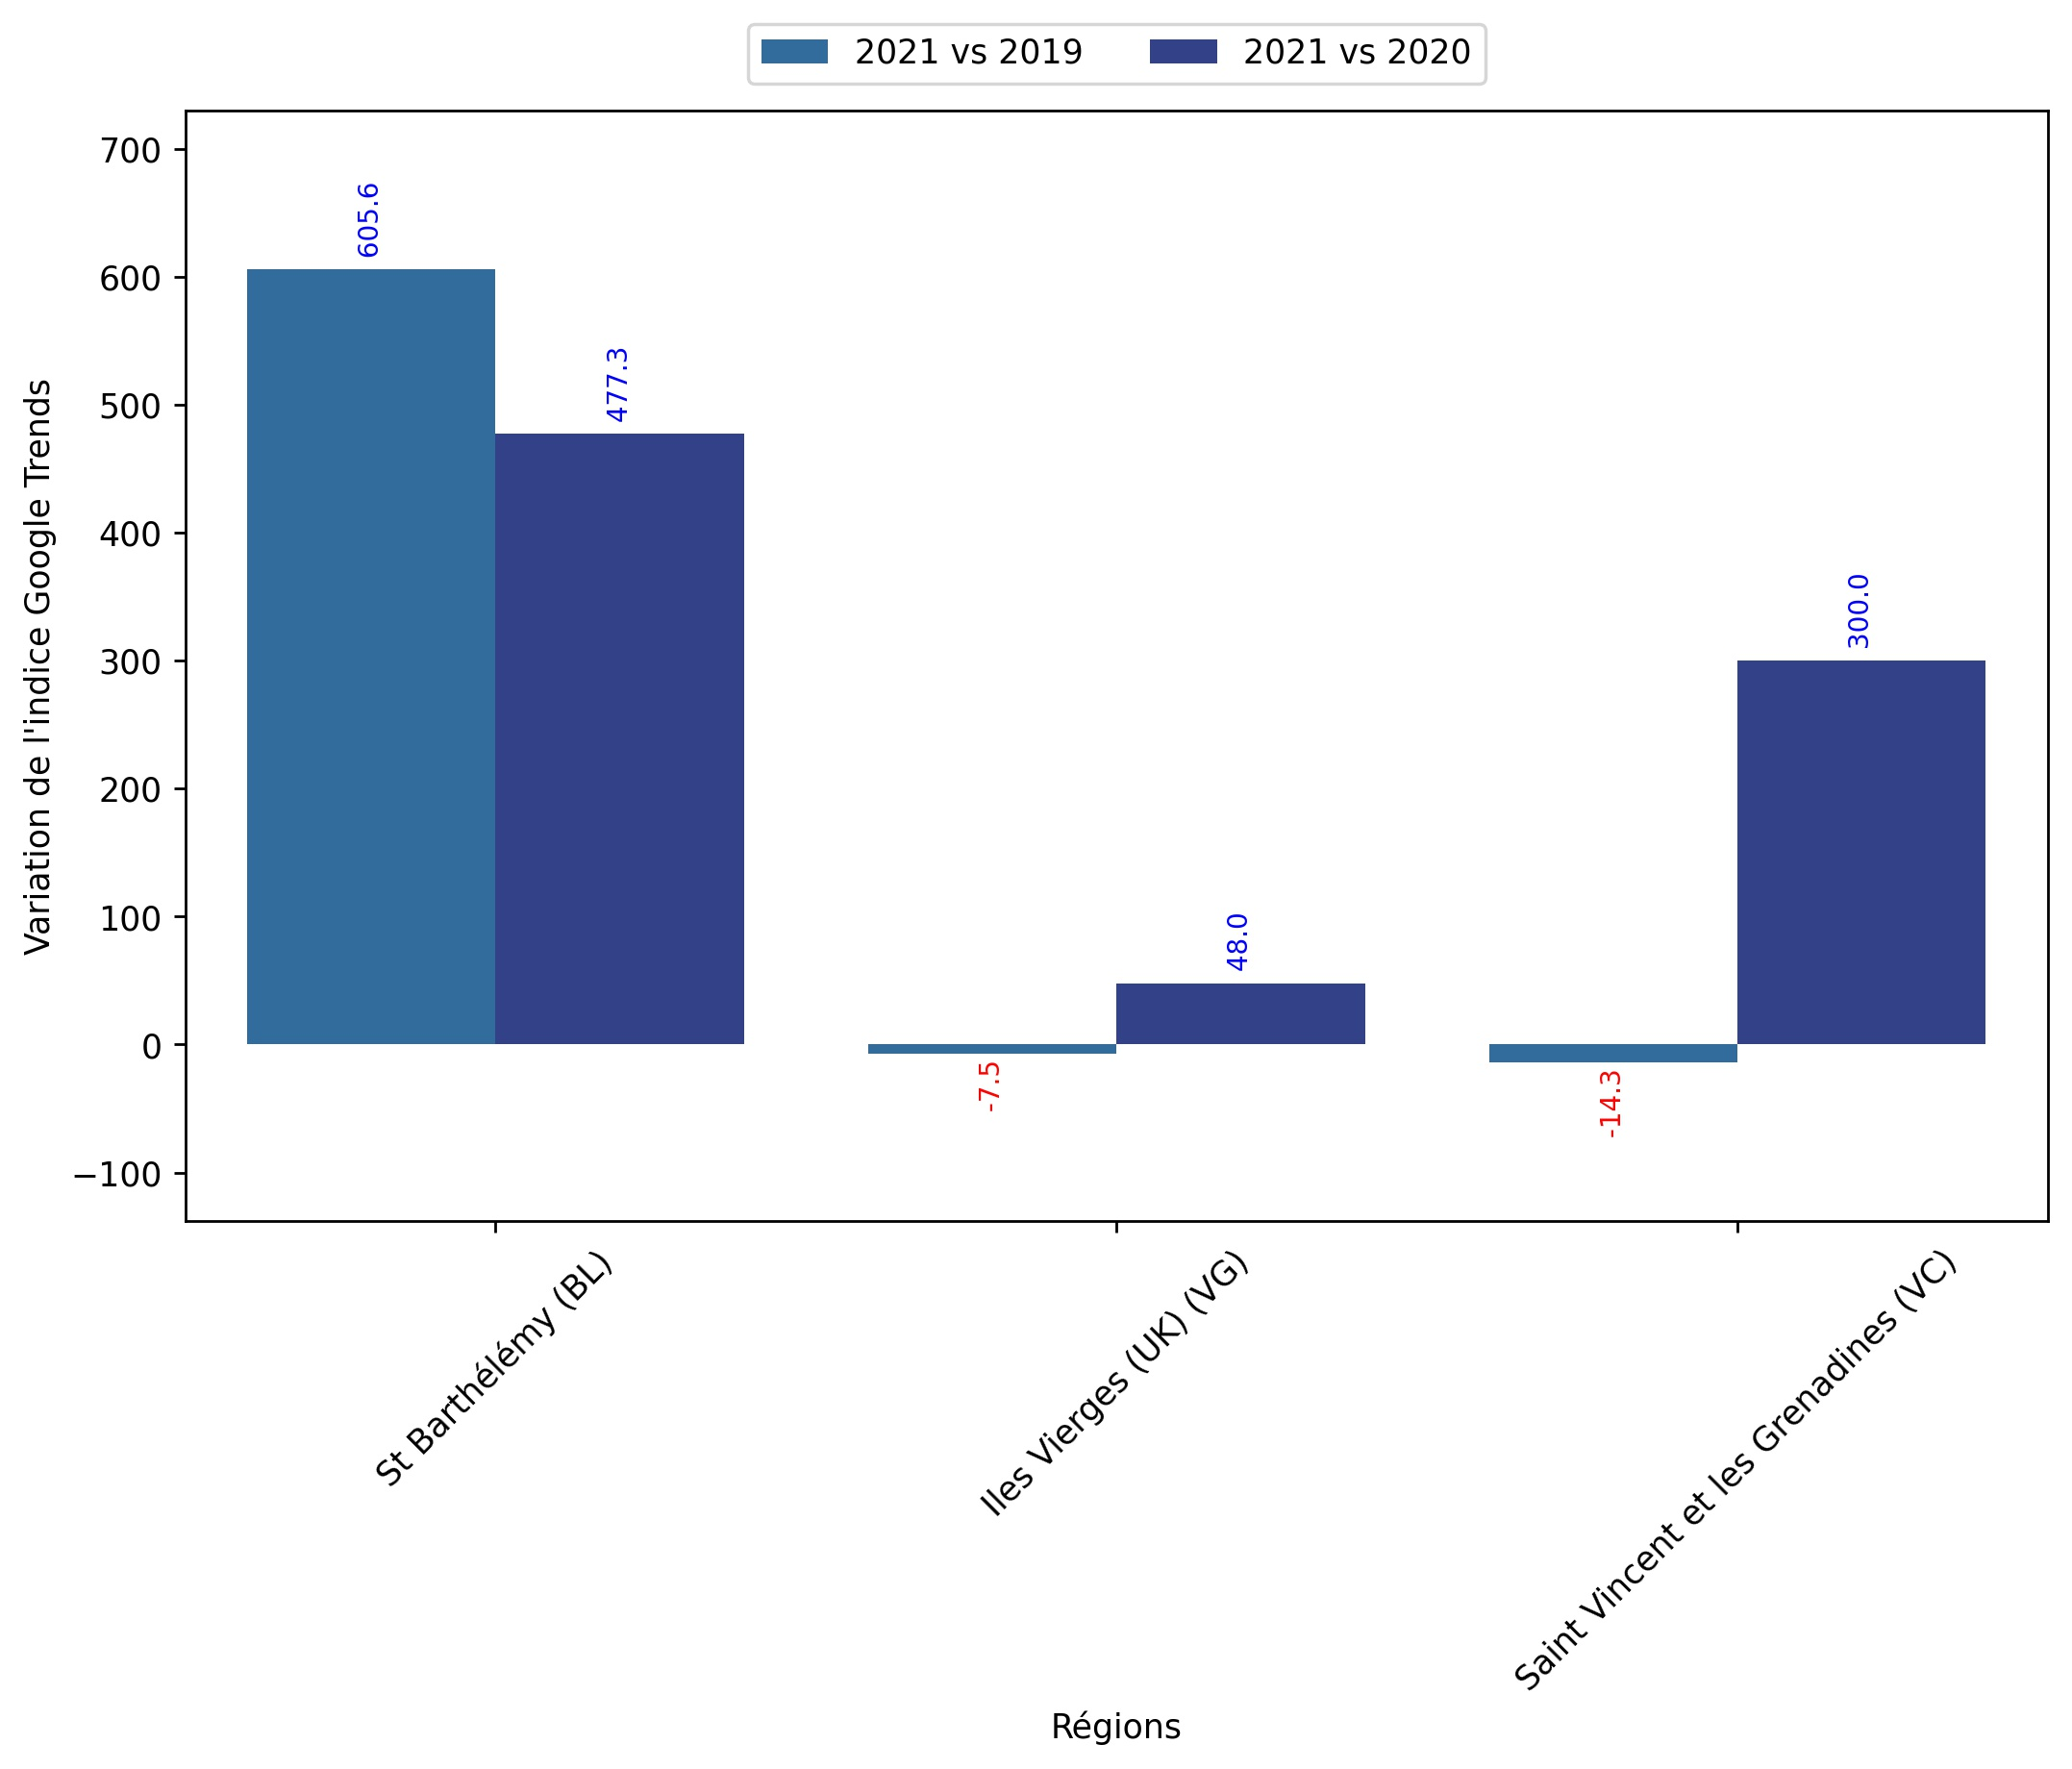 2021 vs 2019
2021 vs 2020
Variation de l'indice Google Trends
700
600
500
400
300
200
100
0
−100
605.6
477.3
-7.5
48.0
-14.3
300.0
St Barthélémy (BL)
Iles Vierges (UK) (VG)
Saint Vincent et les Grenadines (VC)
Régions